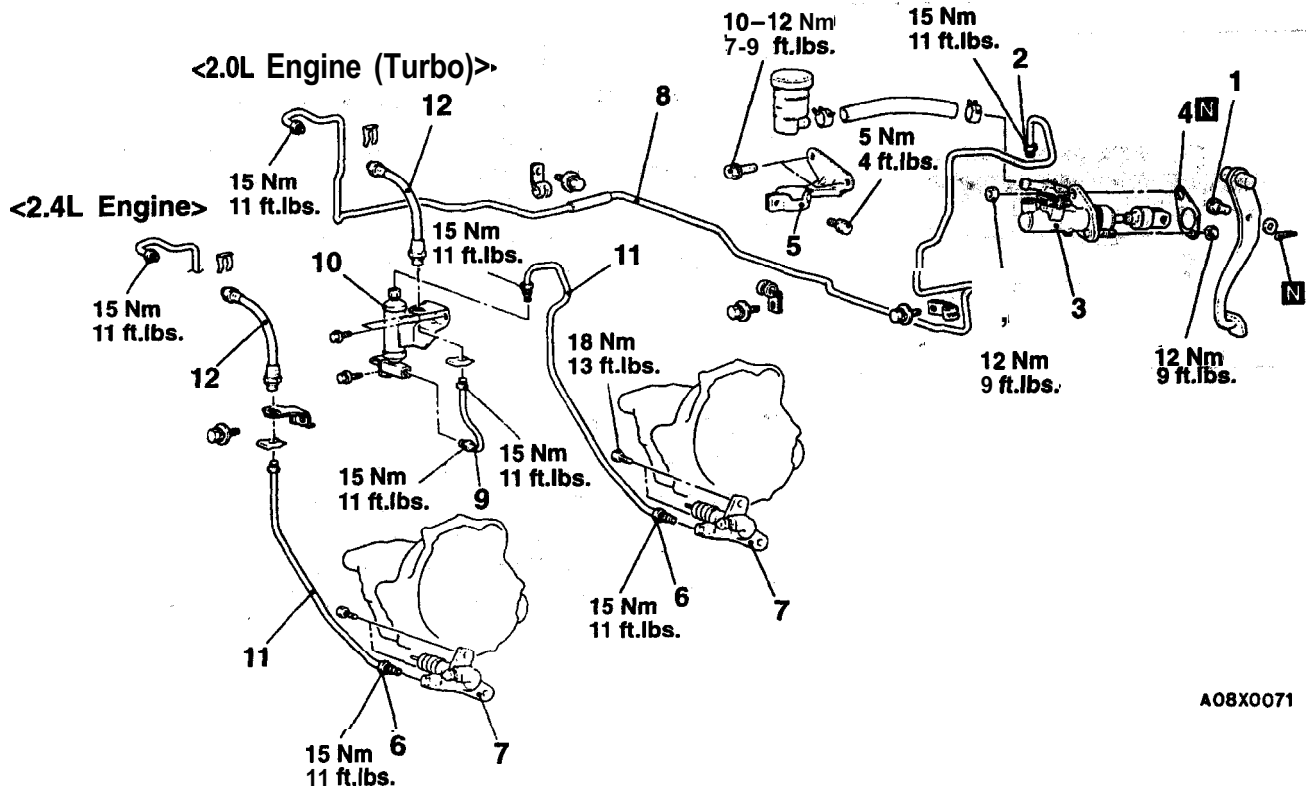 10–12 Nm
7-9 ft.lbs.
15 Nm
11 ft.lbs.
2
1
<2.0L Engine (Turbo)>
12
8
4 N
5 Nm
4 ft.lbs.
15 Nm
11 ft.lbs.
<2.4L Engine>
5
3
N
15 Nm
11 ft.lbs.
10
11
15 Nm
11 ft.lbs.
12 Nm
9 ft.lbs.
12 Nm
9 ft.lbs.
12
18 Nm
13 ft.lbs.
15 Nm
11 ft.lbs.
9
15 Nm
11 ft.lbs.
15 Nm
11 ft.lbs.
6
7
11
15 Nm
11 ft.lbs.
6
7
A08X0071